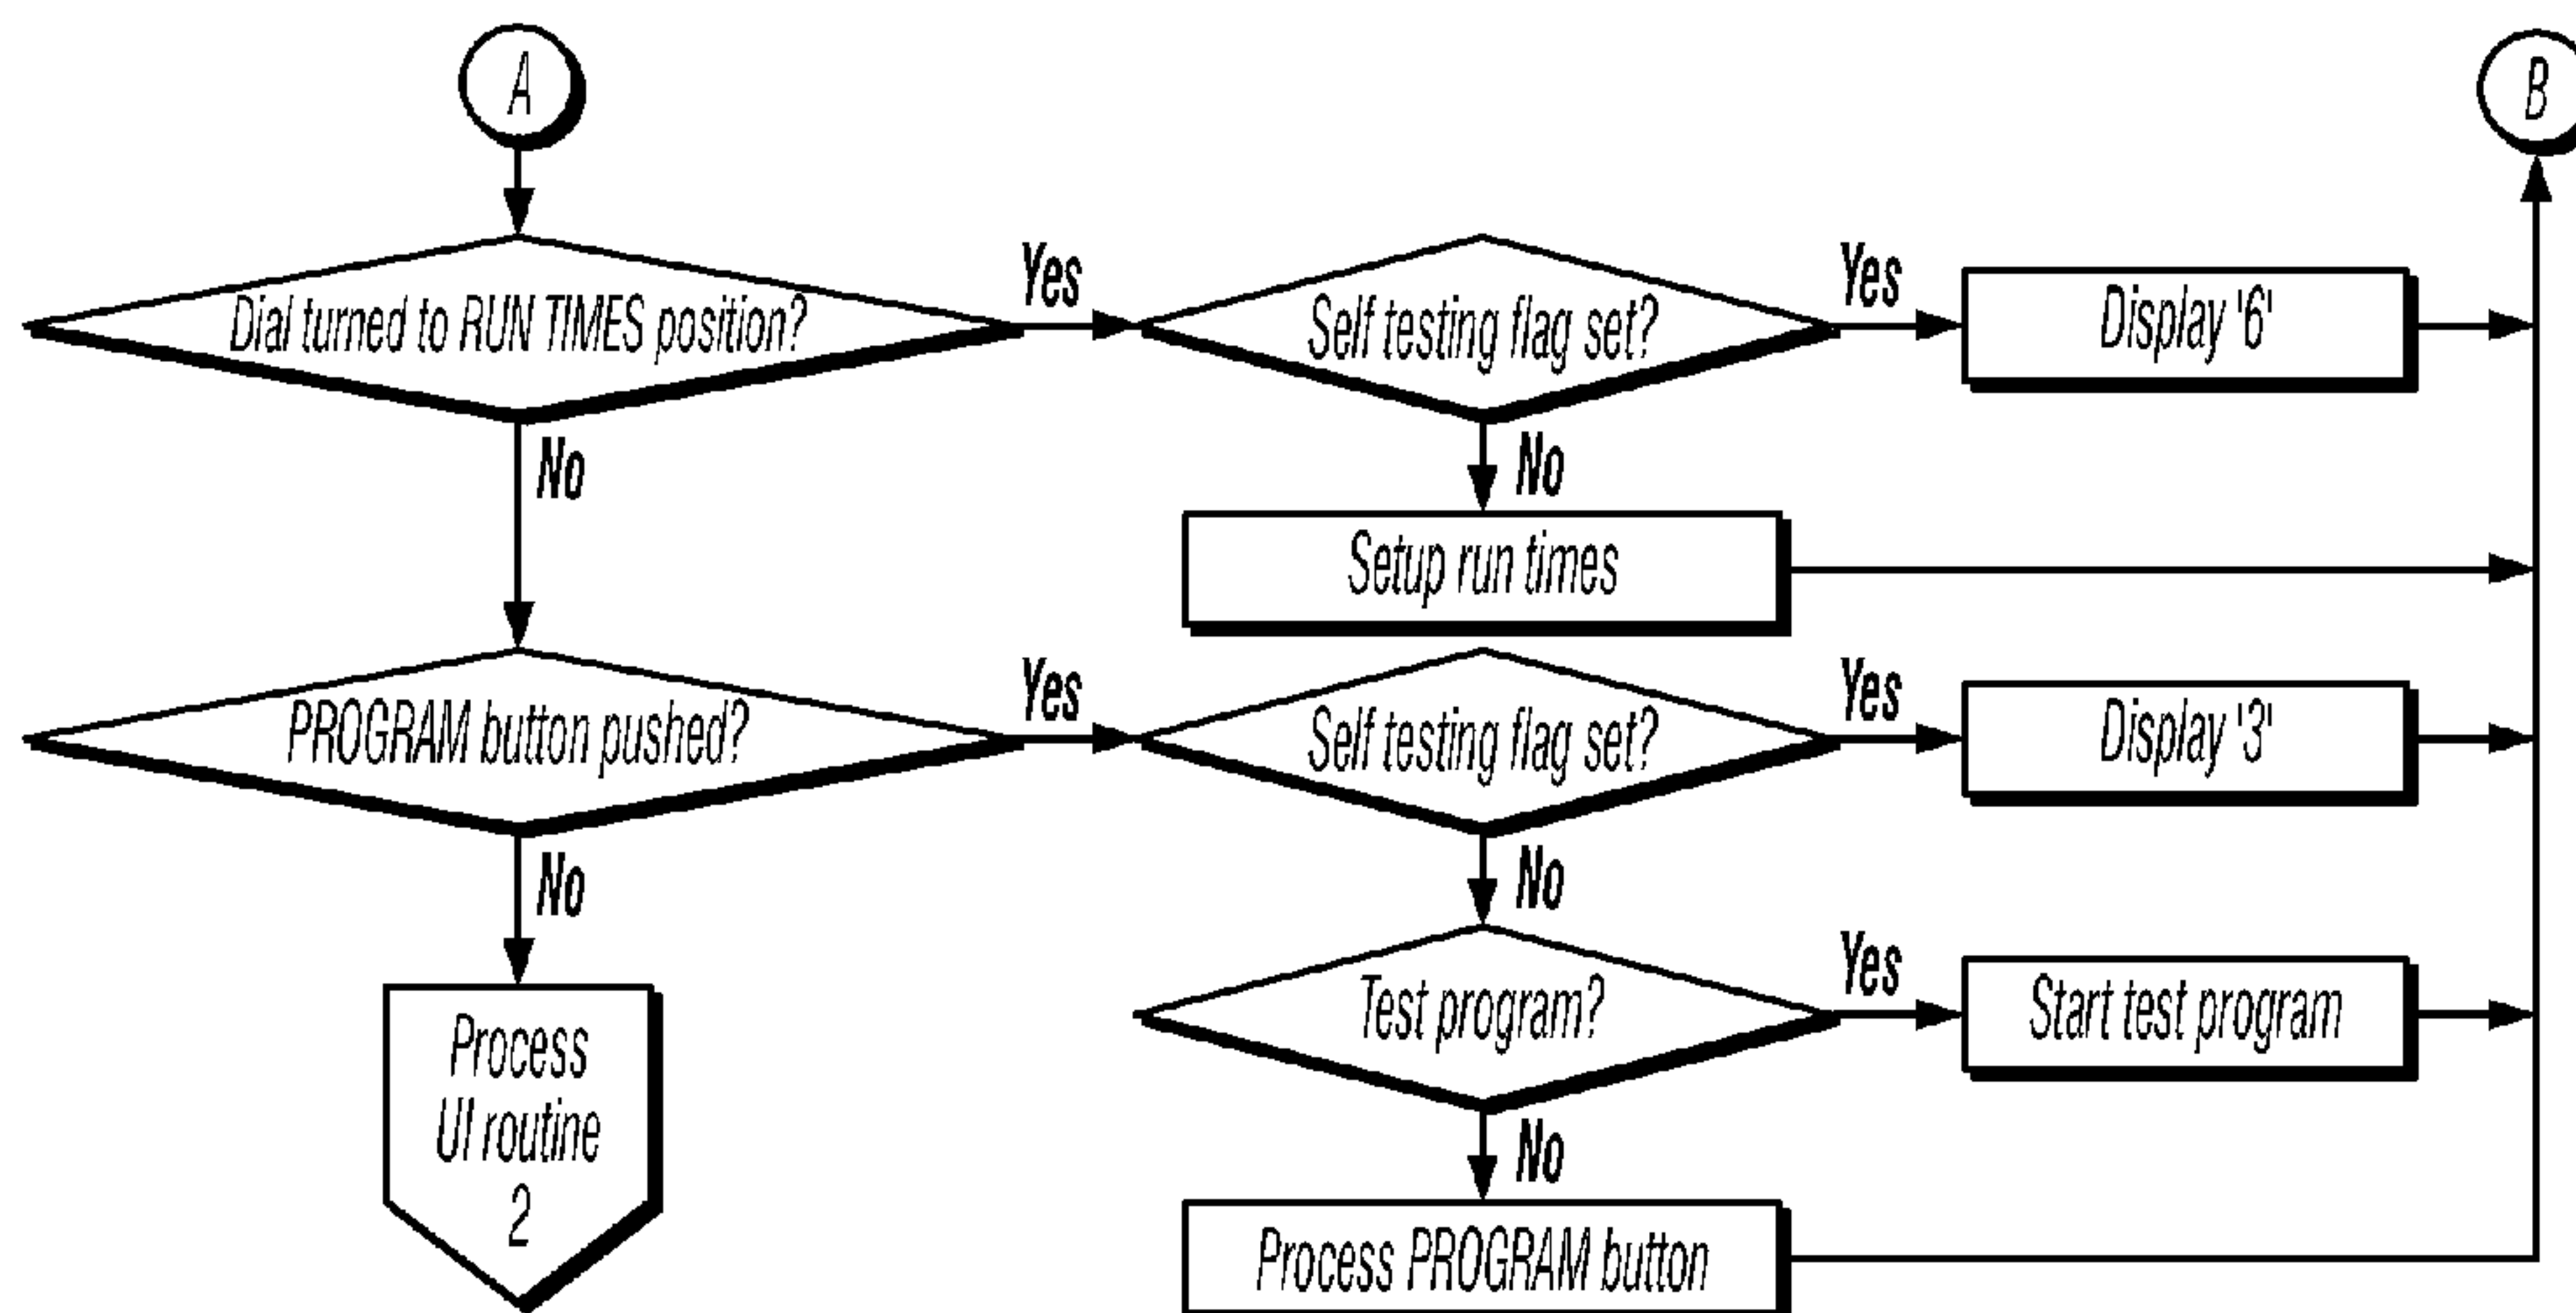 A
B
Dial turned to RUN TIMES position?
Yes
Self testing flag set?
Yes
Display '6'
No
No
Setup run times
PROGRAM button pushed?
Yes
Self testing flag set?
Yes
Display '3'
No
No
Test program?
Yes
Start test program
Process
UI routine
2
No
Process PROGRAM button